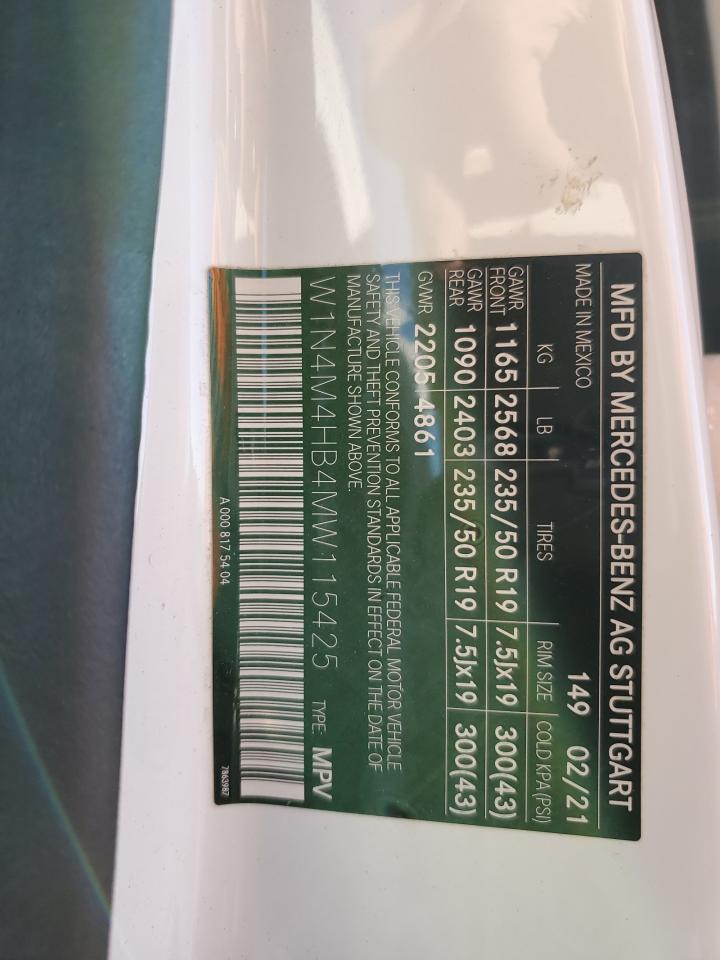 MFD BY MERCEDES-BENZ AG STUTTGART
MADE IN MEXICO 149 02/21
KG LB TIRES RIM SIZE COLD KPA(PSI)
GAWR FRONT 1165 2568 235/50 R19 7.5Jx19 300(43)
GAWR REAR 1090 2403 235/50 R19 7.5Jx19 300(43)
GVWR 2205 4861
THIS VEHICLE CONFORMS TO ALL APPLICABLE FEDERAL MOTOR VEHICLE
SAFETY AND THEFT PREVENTION STANDARDS IN EFFECT ON THE DATE OF
MANUFACTURE SHOWN ABOVE.
W1N4M4HB4MW115425 TYPE: MPV
A 000 817 54 04 7863987